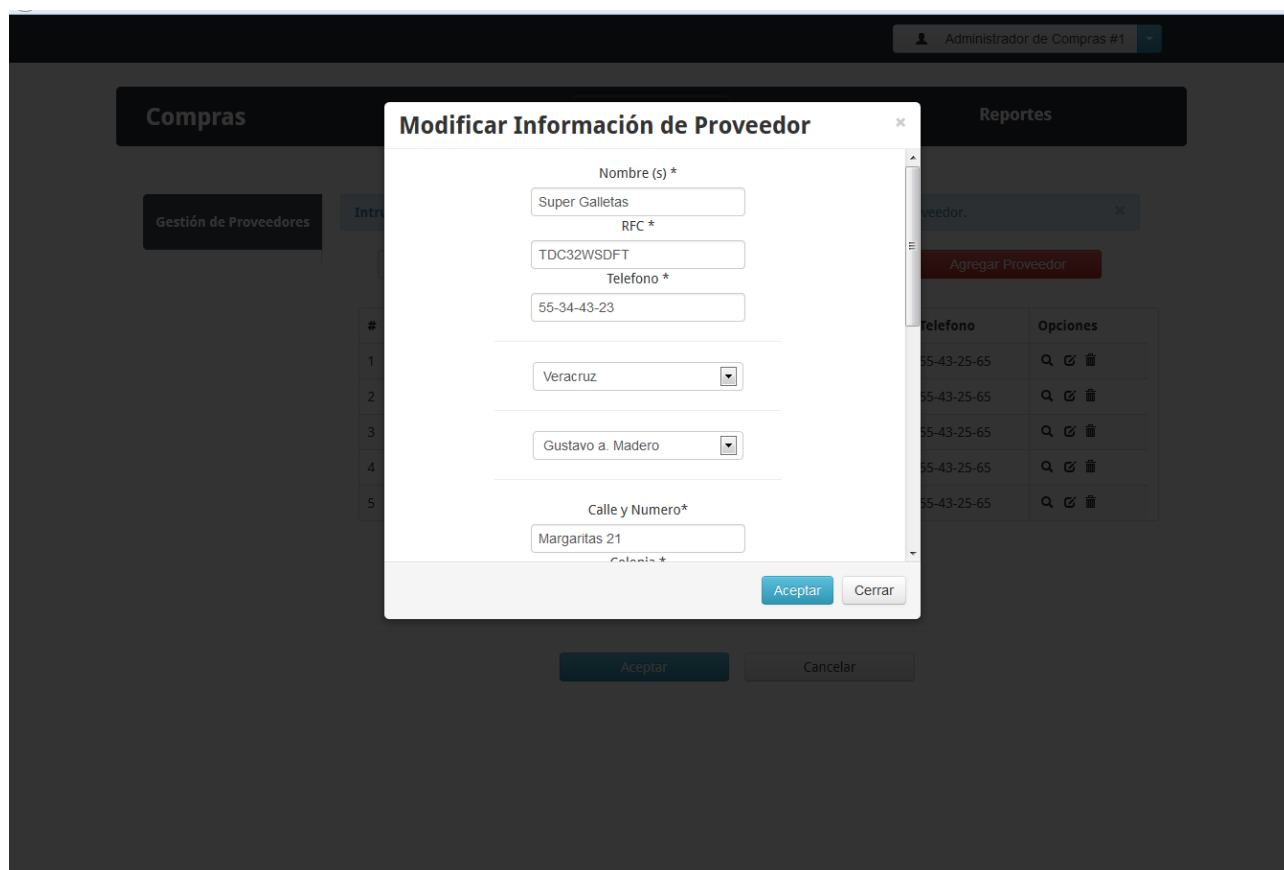 Administrador de Compras #1
Compras
Reportes
Modificar Información de Proveedor ×
Gestión de Proveedores
Intru
veedor. ×
Nombre (s) *
Super Galletas
RFC *
TDC32WSDFT
Telefono *
55-34-43-23
Agregar Proveedor
Veracruz
Gustavo a. Madero
Calle y Numero*
Margaritas 21
Colonia *
# Telefono Opciones
1 55-43-25-65
2 55-43-25-65
3 55-43-25-65
4 55-43-25-65
5 55-43-25-65
Aceptar Cerrar
Aceptar Cancelar